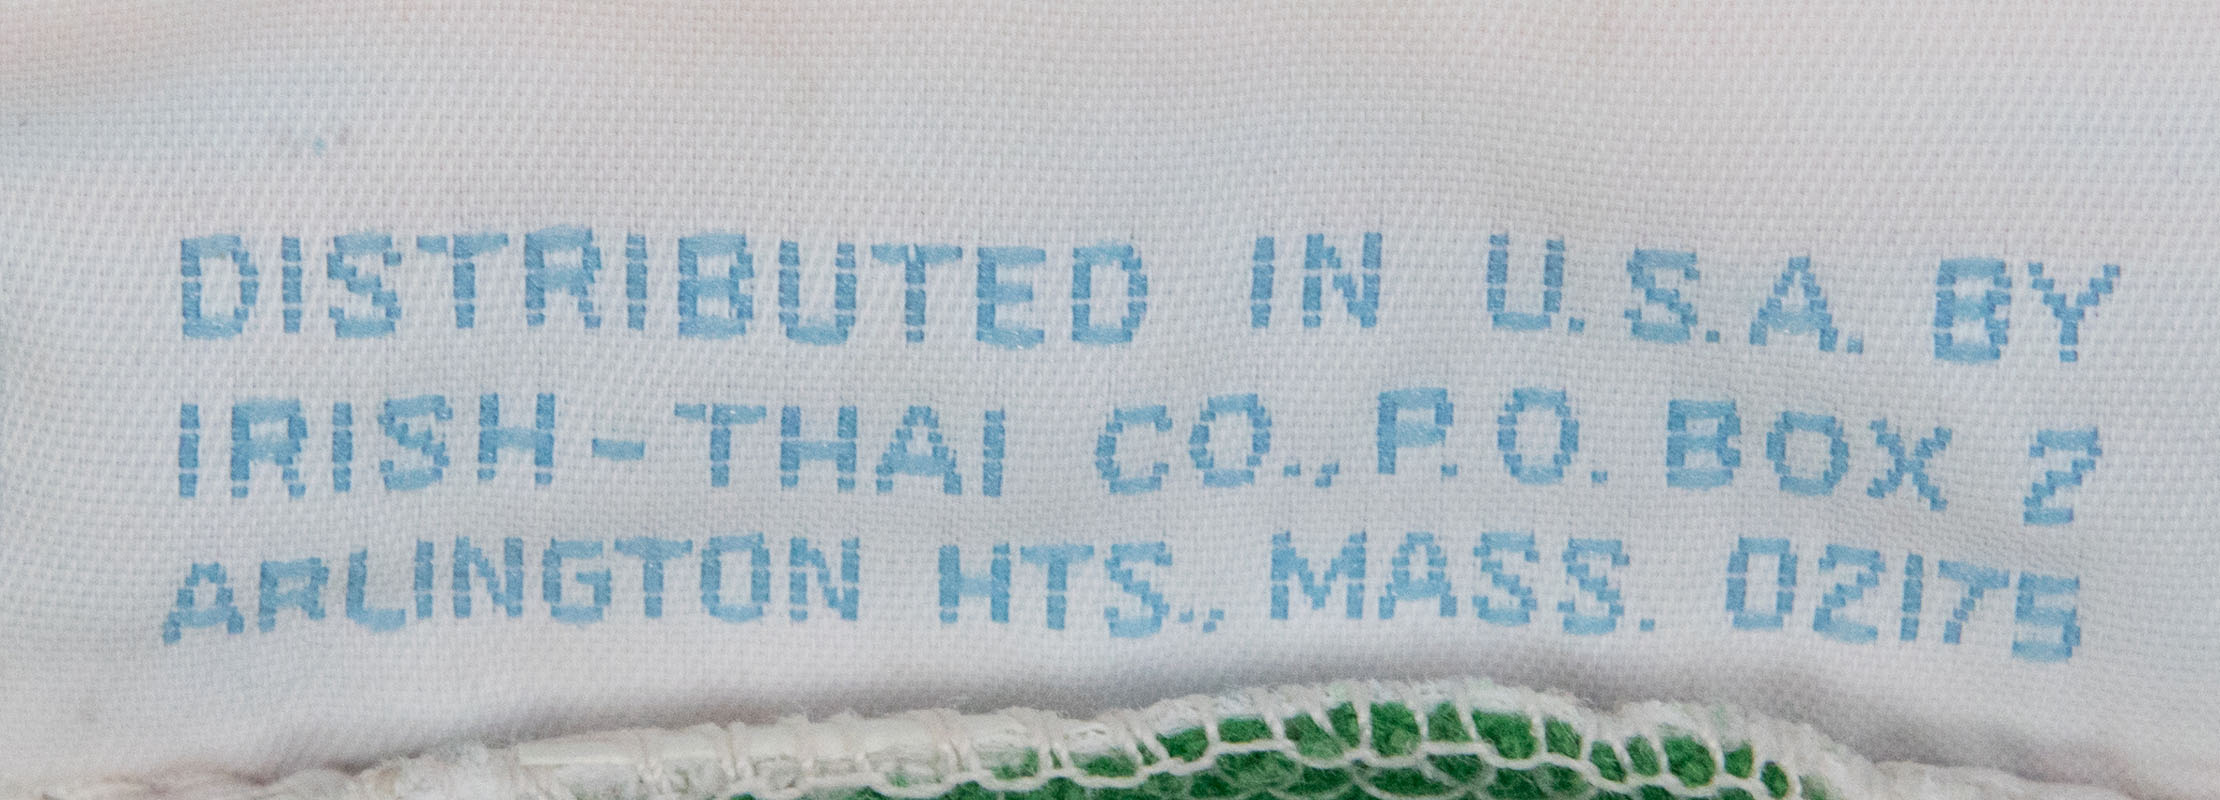 DISTRIBUTED IN U.S.A. BY
IRISH-THAI CO., P.O. BOX 2
ARLINGTON HTS., MASS. 02175